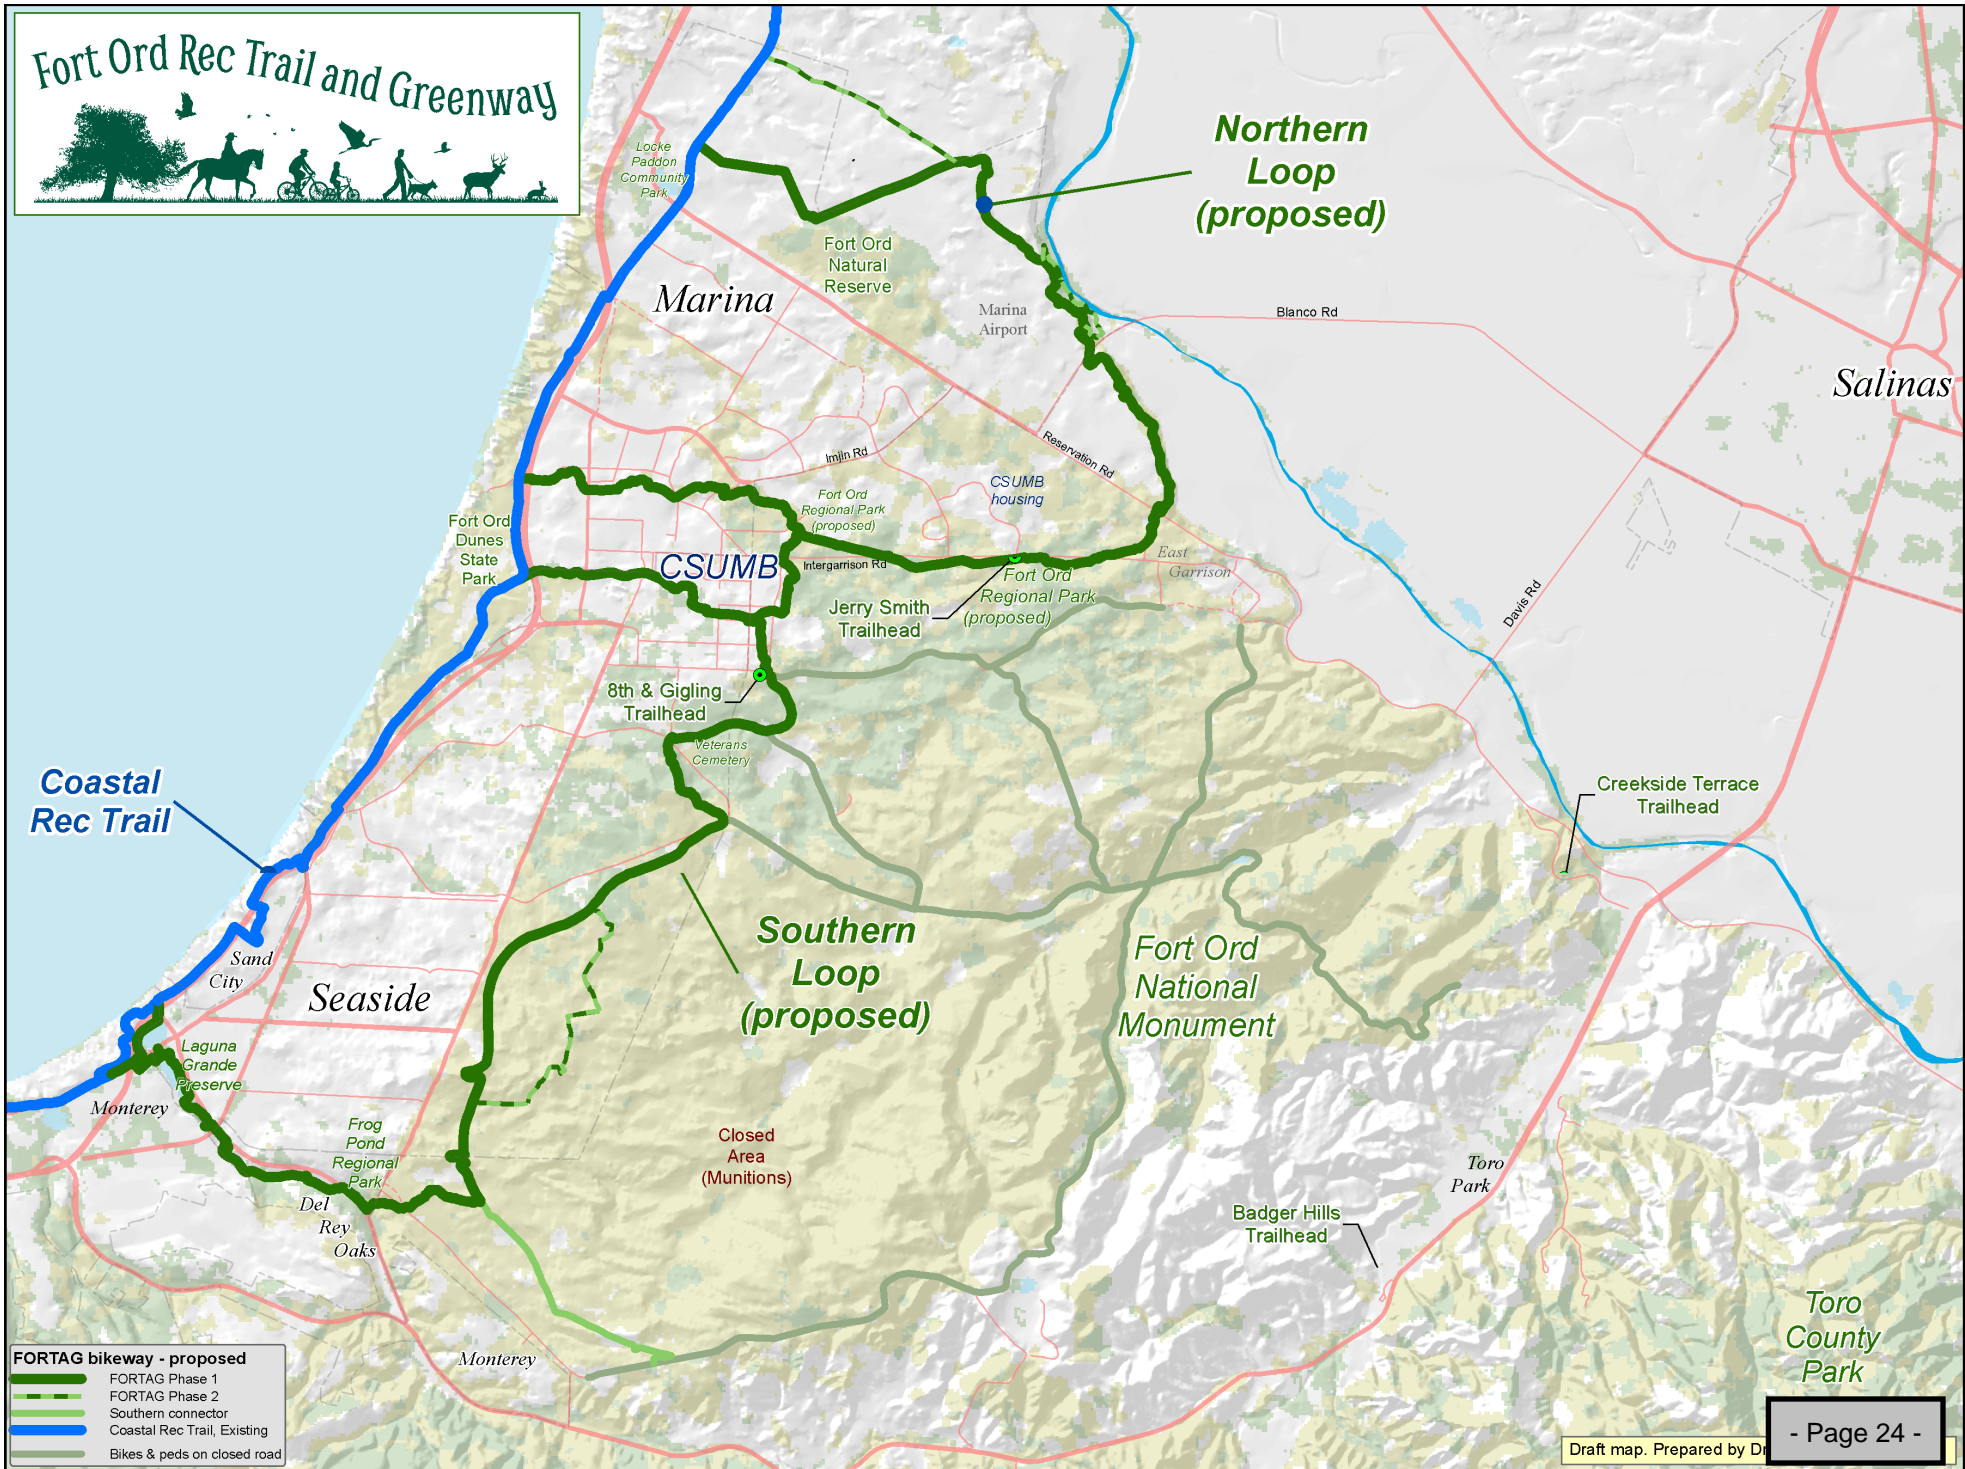 Fort Ord Rec Trail and Greenway
Locke
Paddon
Community
Park
Northern
Loop
(proposed)
Fort Ord
Natural
Reserve
Marina
Marina
Airport
Blanco Rd
Salinas
Reservation Rd
Imjin Rd
CSUMB
housing
Fort Ord
Regional Park
(proposed)
Fort Ord
Dunes
State
Park
CSUMB
Intergarrison Rd
East
Garrison
Fort Ord
Regional Park
(proposed)
Jerry Smith
Trailhead
Davis Rd
8th & Gigling
Trailhead
Veterans
Cemetery
Coastal
Rec Trail
Creekside Terrace
Trailhead
Southern
Loop
(proposed)
Fort Ord
National
Monument
Sand
City
Seaside
Laguna
Grande
Preserve
Monterey
Frog
Pond
Regional
Park
Closed
Area
(Munitions)
Del
Rey
Oaks
Toro
Park
Badger Hills
Trailhead
Toro
County
Park
Monterey
FORTAG bikeway - proposed
FORTAG Phase 1
FORTAG Phase 2
Southern connector
Coastal Rec Trail, Existing
Bikes & peds on closed road
Draft map. Prepared by
- Page 24 -